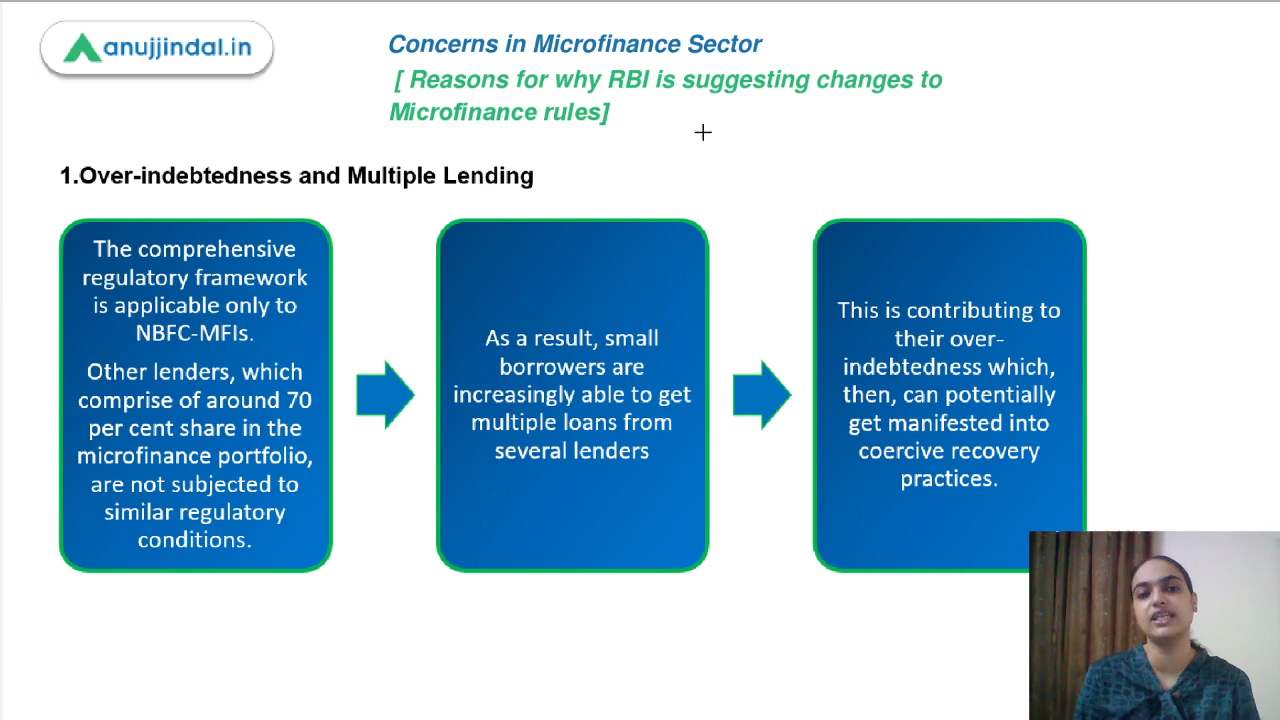 anujjindal.in
Concerns in Microfinance Sector
[ Reasons for why RBI is suggesting changes to
Microfinance rules]
1.Over-indebtedness and Multiple Lending
The comprehensive
regulatory framework
is applicable only to
NBFC-MFIs.
Other lenders, which
comprise of around 70
per cent share in the
microfinance portfolio,
are not subjected to
similar regulatory
conditions.
As a result, small
borrowers are
increasingly able to get
multiple loans from
several lenders
This is contributing to
their over-
indebtedness which,
then, can potentially
get manifested into
coercive recovery
practices.